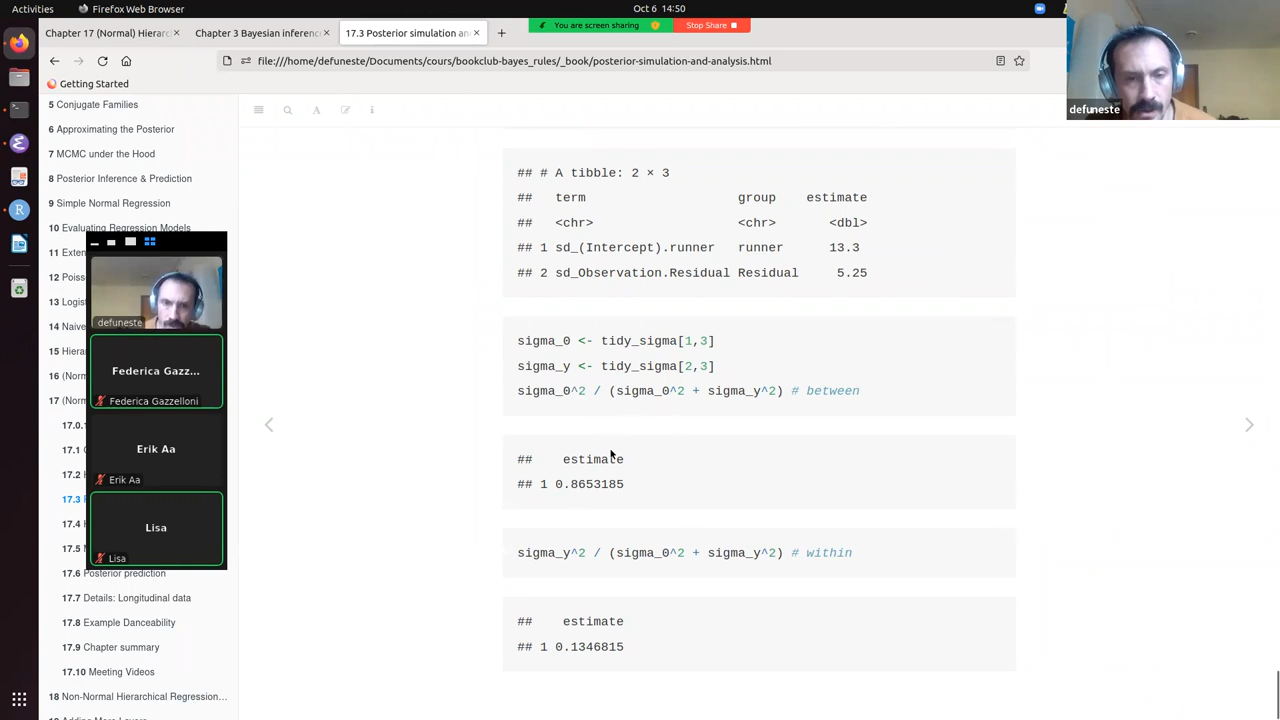 Activities
Firefox Web Browser
Oct 6 14:50
You are screen sharing
Stop Share
Chapter 17 (Normal) Hierarc
Chapter 3 Bayesian inferenc
17.3 Posterior simulation an
file:///home/defuneste/Documents/cours/bookclub-bayes_rules/_book/posterior-simulation-and-analysis.html
Getting Started
defuneste
5 Conjugate Families
6 Approximating the Posterior
7 MCMC under the Hood
8 Posterior Inference & Prediction
9 Simple Normal Regression
10 Evaluating Regression Models
11 Exten
12 Poiss
13 Logist
14 Naive
15 Hierar
16 (Norm
17 (Norm
17.0.
17.1
17.2
17.3
17.4
17.5
17.6 Posterior prediction
17.7 Details: Longitudinal data
17.8 Example Danceability
17.9 Chapter summary
17.10 Meeting Videos
18 Non-Normal Hierarchical Regression...
defuneste
Federica Gazz...
Federica Gazzelloni
Erik Aa
Erik Aa
Lisa
Lisa
## # A tibble: 2 × 3
##   term                    group    estimate
##   <chr>                   <chr>       <dbl>
## 1 sd_(Intercept).runner   runner      13.3
## 2 sd_Observation.Residual Residual     5.25
sigma_0 <- tidy_sigma[1,3]
sigma_y <- tidy_sigma[2,3]
sigma_0^2 / (sigma_0^2 + sigma_y^2) # between
##    estimate
## 1 0.8653185
sigma_y^2 / (sigma_0^2 + sigma_y^2) # within
##    estimate
## 1 0.1346815